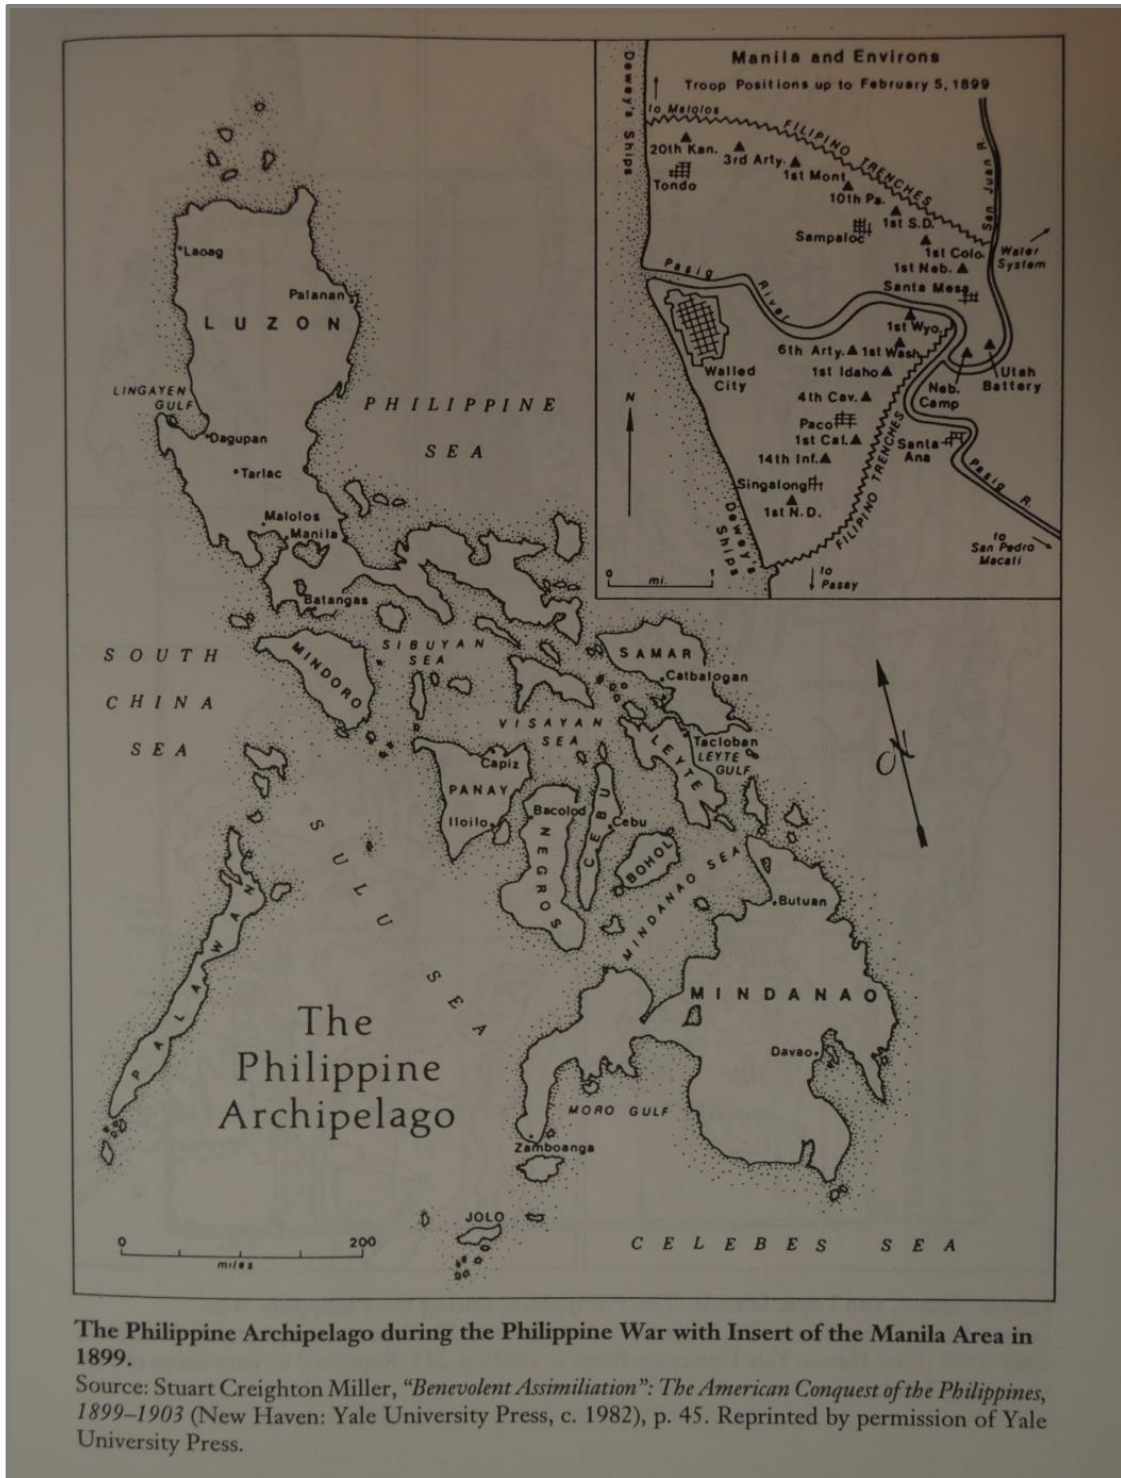 Manila and Environs
Troop Positions up to February 5, 1899
Dewey's Ships
to Malolos
FILIPINO TRENCHES
20th Kan.
3rd Arty.
1st Mont.
10th Pa.
1st S.D.
1st Colo.
1st Neb.
Tondo
Sampaloc
San Juan R.
Water
System
Santa Mesa
Pasig
River
Walled
City
1st Wyo.
6th Arty.
1st Wash.
1st Idaho
Neb.
Camp
Utah
Battery
4th Cav.
Paco
1st Cal.
14th Inf.
Santa
Ana
Singalong
1st N.D.
FILIPINO TRENCHES
Pasig R.
Dewey's
Ships
to
San Pedro
Macati
to
Pasay
N
0 1
mi.
Laoag
Palanan
LUZON
LINGAYEN
GULF
Dagupan
Tarlac
PHILIPPINE
SEA
Malolos
Manila
Batangas
SOUTH
CHINA
SEA
MINDORO
SIBUYAN
SEA
SAMAR
Catbalogan
VISAYAN
SEA
Capiz
PANAY
Iloilo
Bacolod
NEGROS
CEBU
Cebu
BOHOL
LEYTE
Tacloban
LEYTE
GULF
N
SULU SEA
MINDANAO SEA
Butuan
PALAWAN
MINDANAO
Davao
MORO GULF
Zamboanga
JOLO
CELEBES SEA
The
Philippine
Archipelago
0 200
miles
The Philippine Archipelago during the Philippine War with Insert of the Manila Area in
1899.
Source: Stuart Creighton Miller, “Benevolent Assimiliation”: The American Conquest of the Philippines,
1899–1903 (New Haven: Yale University Press, c. 1982), p. 45. Reprinted by permission of Yale
University Press.